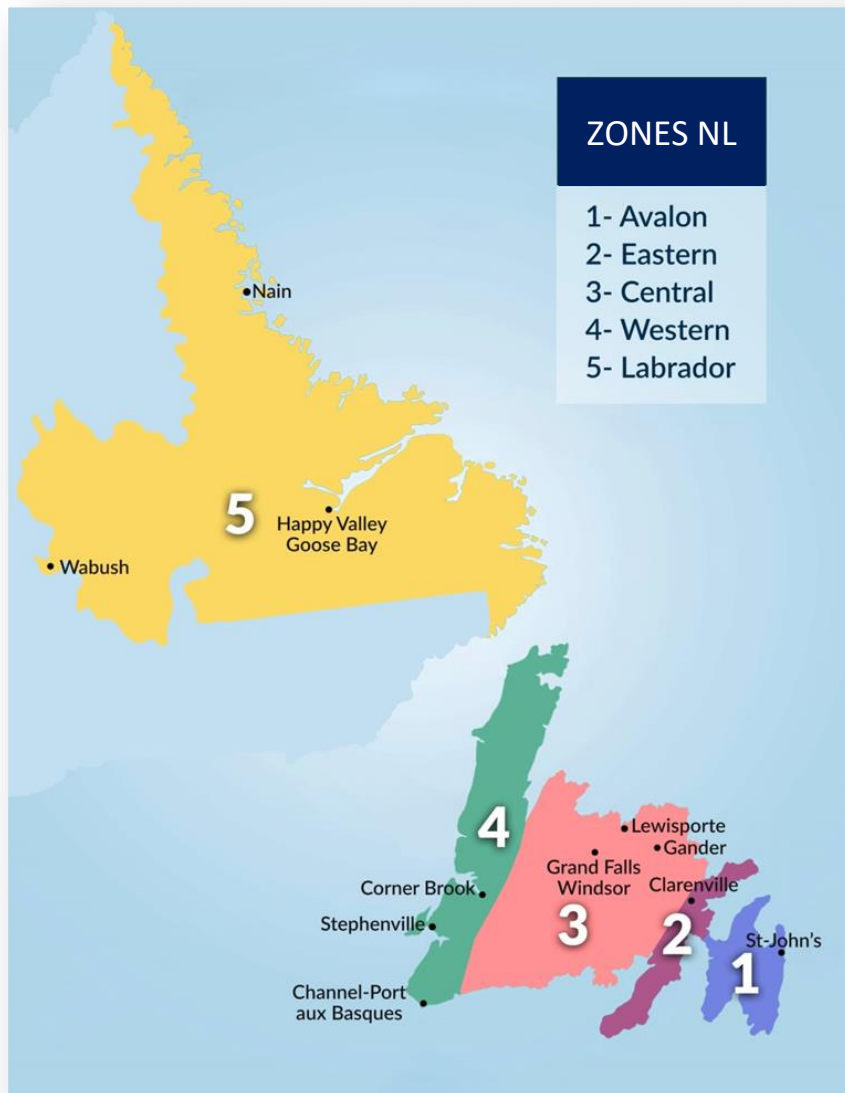 ZONES NL
1- Avalon
2- Eastern
3- Central
4- Western
5- Labrador
Nain
5
Happy Valley
Goose Bay
Wabush
4
Lewisporte
Gander
Grand Falls
Windsor
Clarenville
Corner Brook
Stephenville
3
2
St-John's
1
Channel-Port
aux Basques